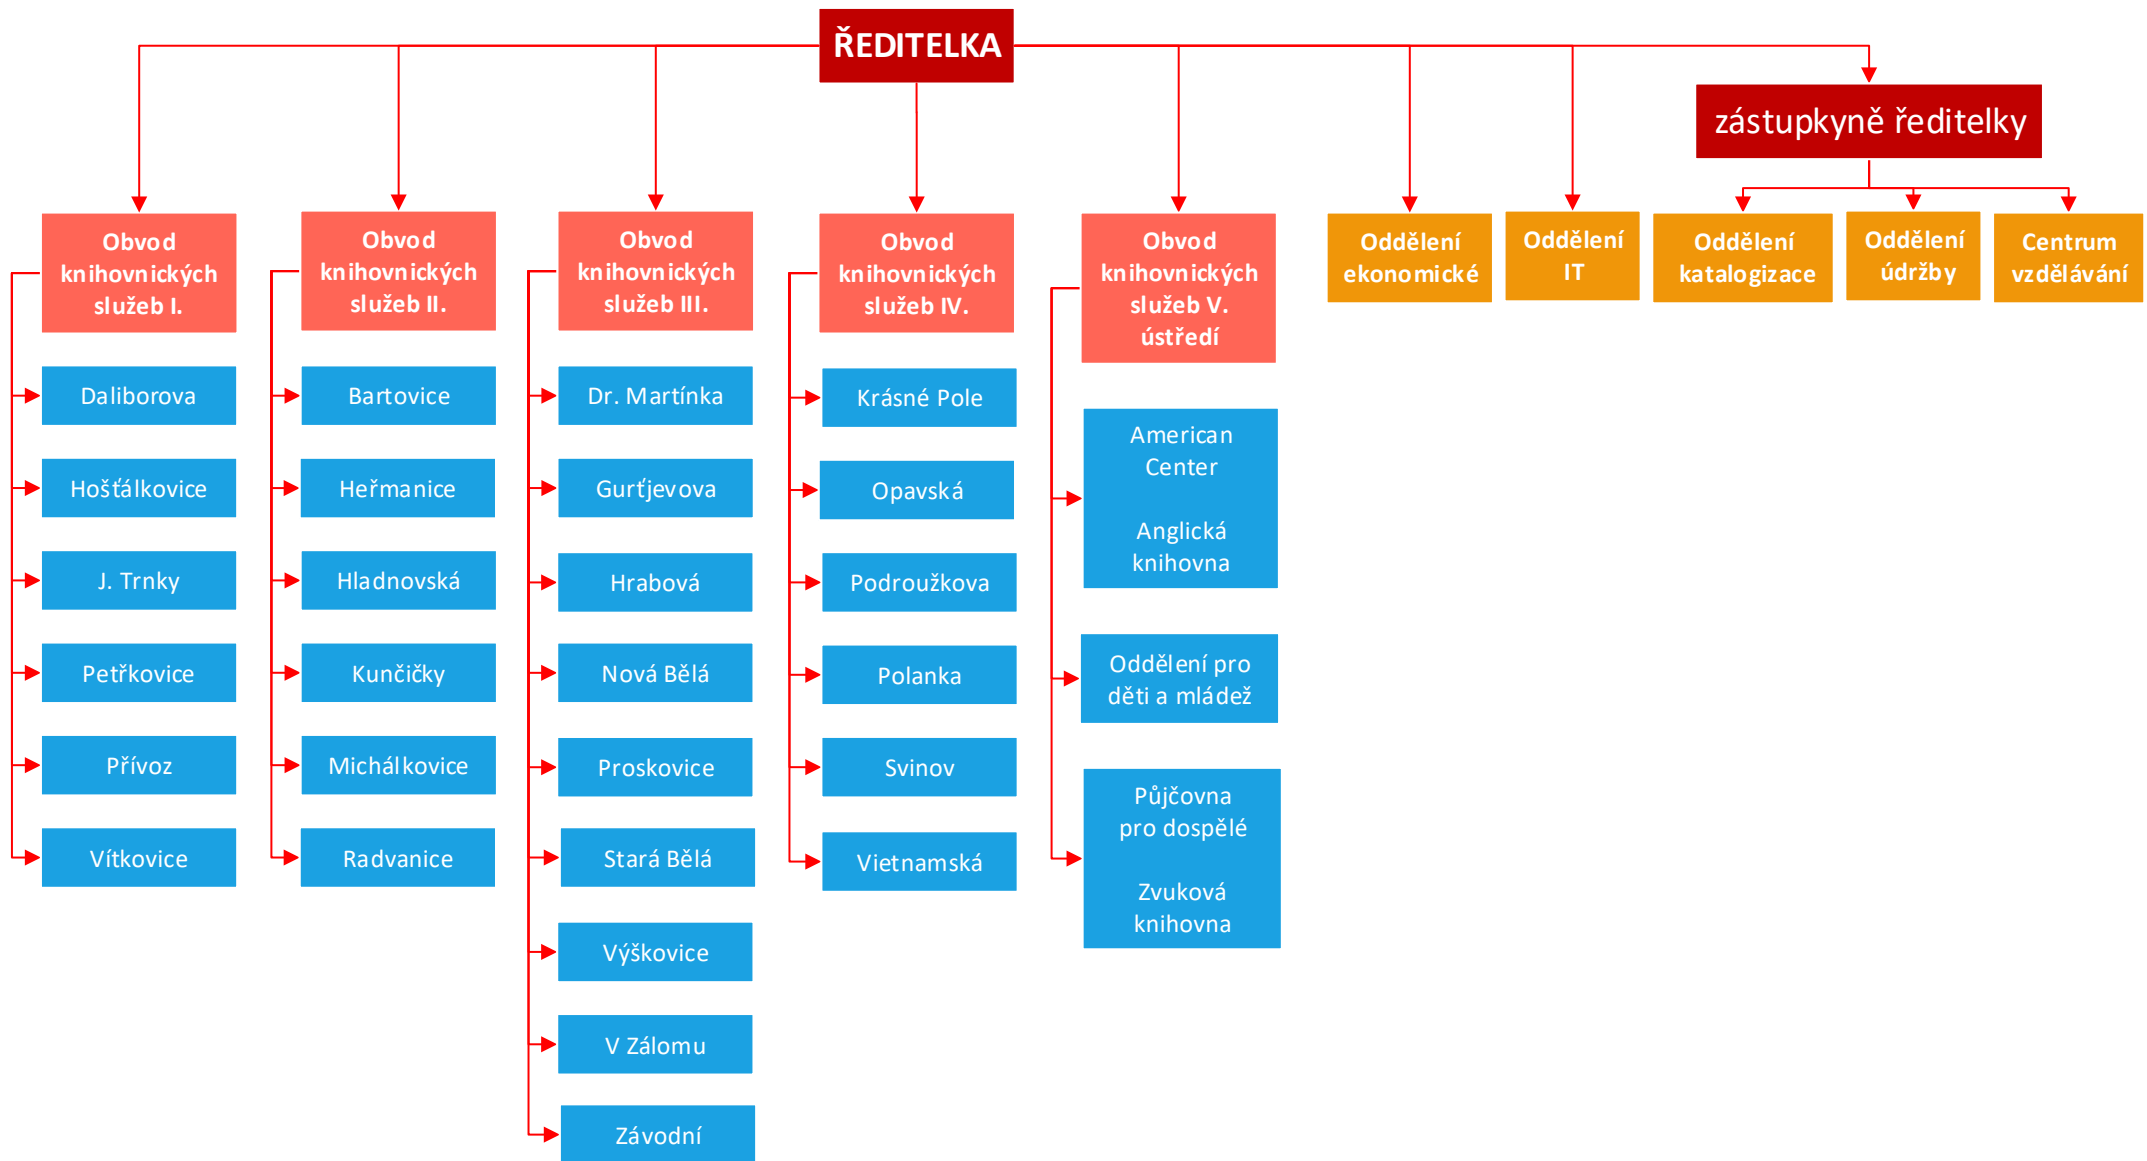 ŘEDITELKA
zástupkyně ředitelky
Obvod
knihovnických
služeb I.
Daliborova
Hošťálkovice
J. Trnky
Petřkovice
Přívoz
Vítkovice
Obvod
knihovnických
služeb II.
Bartovice
Heřmanice
Hladnovská
Kunčičky
Michálkovice
Radvanice
Obvod
knihovnických
služeb III.
Dr. Martínka
Gurťjevova
Hrabová
Nová Bělá
Proskovice
Stará Bělá
Výškovice
V Zálomu
Závodní
Obvod
knihovnických
služeb IV.
Krásné Pole
Opavská
Podroužkova
Polanka
Svinov
Vietnamská
Obvod
knihovnických
služeb V.
ústředí
American
Center
Anglická
knihovna
Oddělení pro
děti a mládež
Půjčovna
pro dospělé
Zvuková
knihovna
Oddělení
ekonomické
Oddělení
IT
Oddělení
katalogizace
Oddělení
údržby
Centrum
vzdělávání